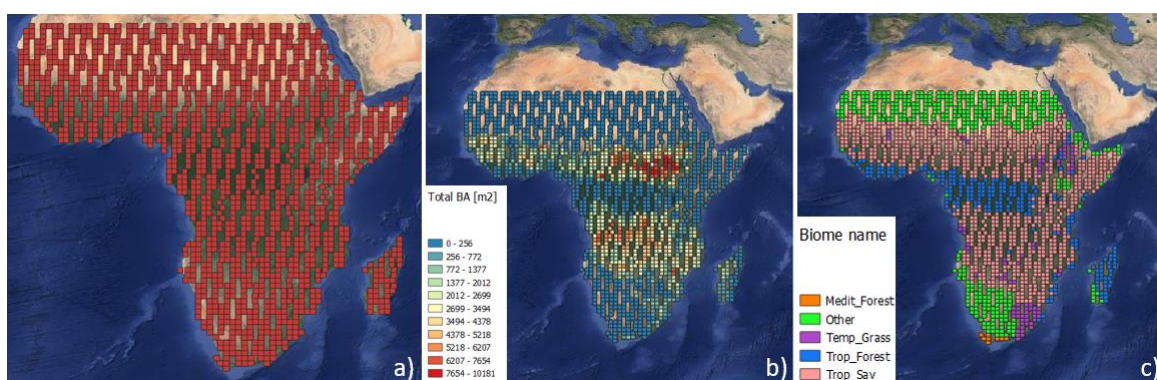 a)
Total BA [m2]
0 - 256
256 - 772
772 - 1377
1377 - 2012
2012 - 2699
2699 - 3494
3494 - 4378
4378 - 5218
5218 - 6207
6207 - 7654
7654 - 10181
b)
Biome name
Medit_Forest
Other
Temp_Grass
Trop_Forest
Trop_Sav
c)